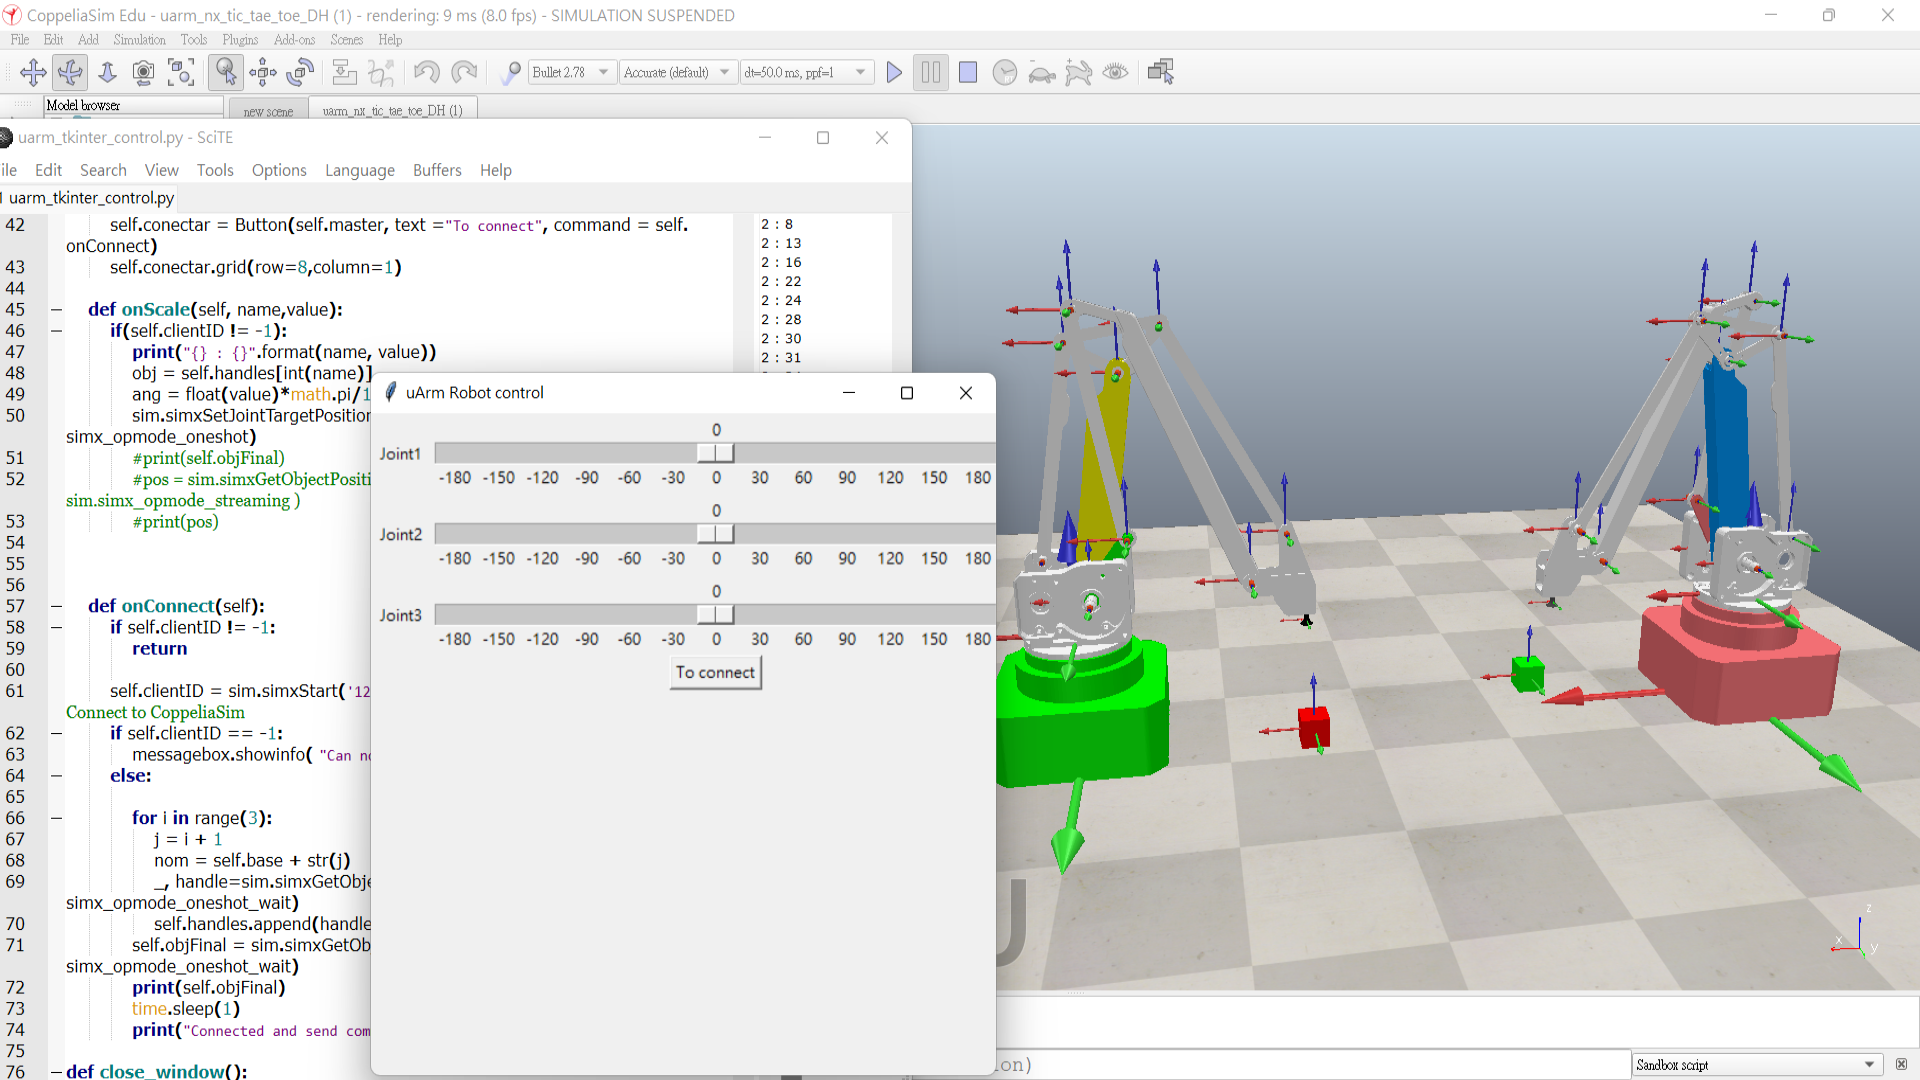 CoppeliaSim Edu - uarm_nx_tic_tae_toe_DH (1) - rendering: 9 ms (8.0 fps) - SIMULATION SUSPENDED
File Edit Add Simulation Tools Plugins Add-ons Scenes Help
Bullet 2.78 Accurate (default) dt=50.0 ms, ppf=1
Model browser
new scene uarm_nx_tic_tae_toe_DH (1)
uarm_tkinter_control.py - SciTE
ile Edit Search View Tools Options Language Buffers Help
uarm_tkinter_control.py
42 self.conectar = Button(self.master, text ="To connect", command = self.
onConnect)
43 self.conectar.grid(row=8,column=1)
44
45 def onScale(self, name,value):
46 if(self.clientID != -1):
47 print("{} : {}".format(name, value))
48 obj = self.handles[int(name)]
49 ang = float(value)*math.pi/1
50 sim.simxSetJointTargetPosition
simx_opmode_oneshot)
51 #print(self.objFinal)
52 #pos = sim.simxGetObjectPositi
sim.simx_opmode_streaming )
53 #print(pos)
54
55
56
57 def onConnect(self):
58 if self.clientID != -1:
59 return
60
61 self.clientID = sim.simxStart('12
Connect to CoppeliaSim
62 if self.clientID == -1:
63 messagebox.showinfo( "Can no
64 else:
65
66 for i in range(3):
67 j = i + 1
68 nom = self.base + str(j)
69 _, handle=sim.simxGetObje
simx_opmode_oneshot_wait)
70 self.handles.append(handle
71 self.objFinal = sim.simxGetOb
simx_opmode_oneshot_wait)
72 print(self.objFinal)
73 time.sleep(1)
74 print("Connected and send com
75
76 def close_window():
2 : 8
2 : 13
2 : 16
2 : 22
2 : 24
2 : 28
2 : 30
2 : 31
uArm Robot control
0
Joint1
-180 -150 -120 -90 -60 -30 0 30 60 90 120 150 180
0
Joint2
-180 -150 -120 -90 -60 -30 0 30 60 90 120 150 180
0
Joint3
-180 -150 -120 -90 -60 -30 0 30 60 90 120 150 180
To connect
U
z
x
y
on)
Sandbox script